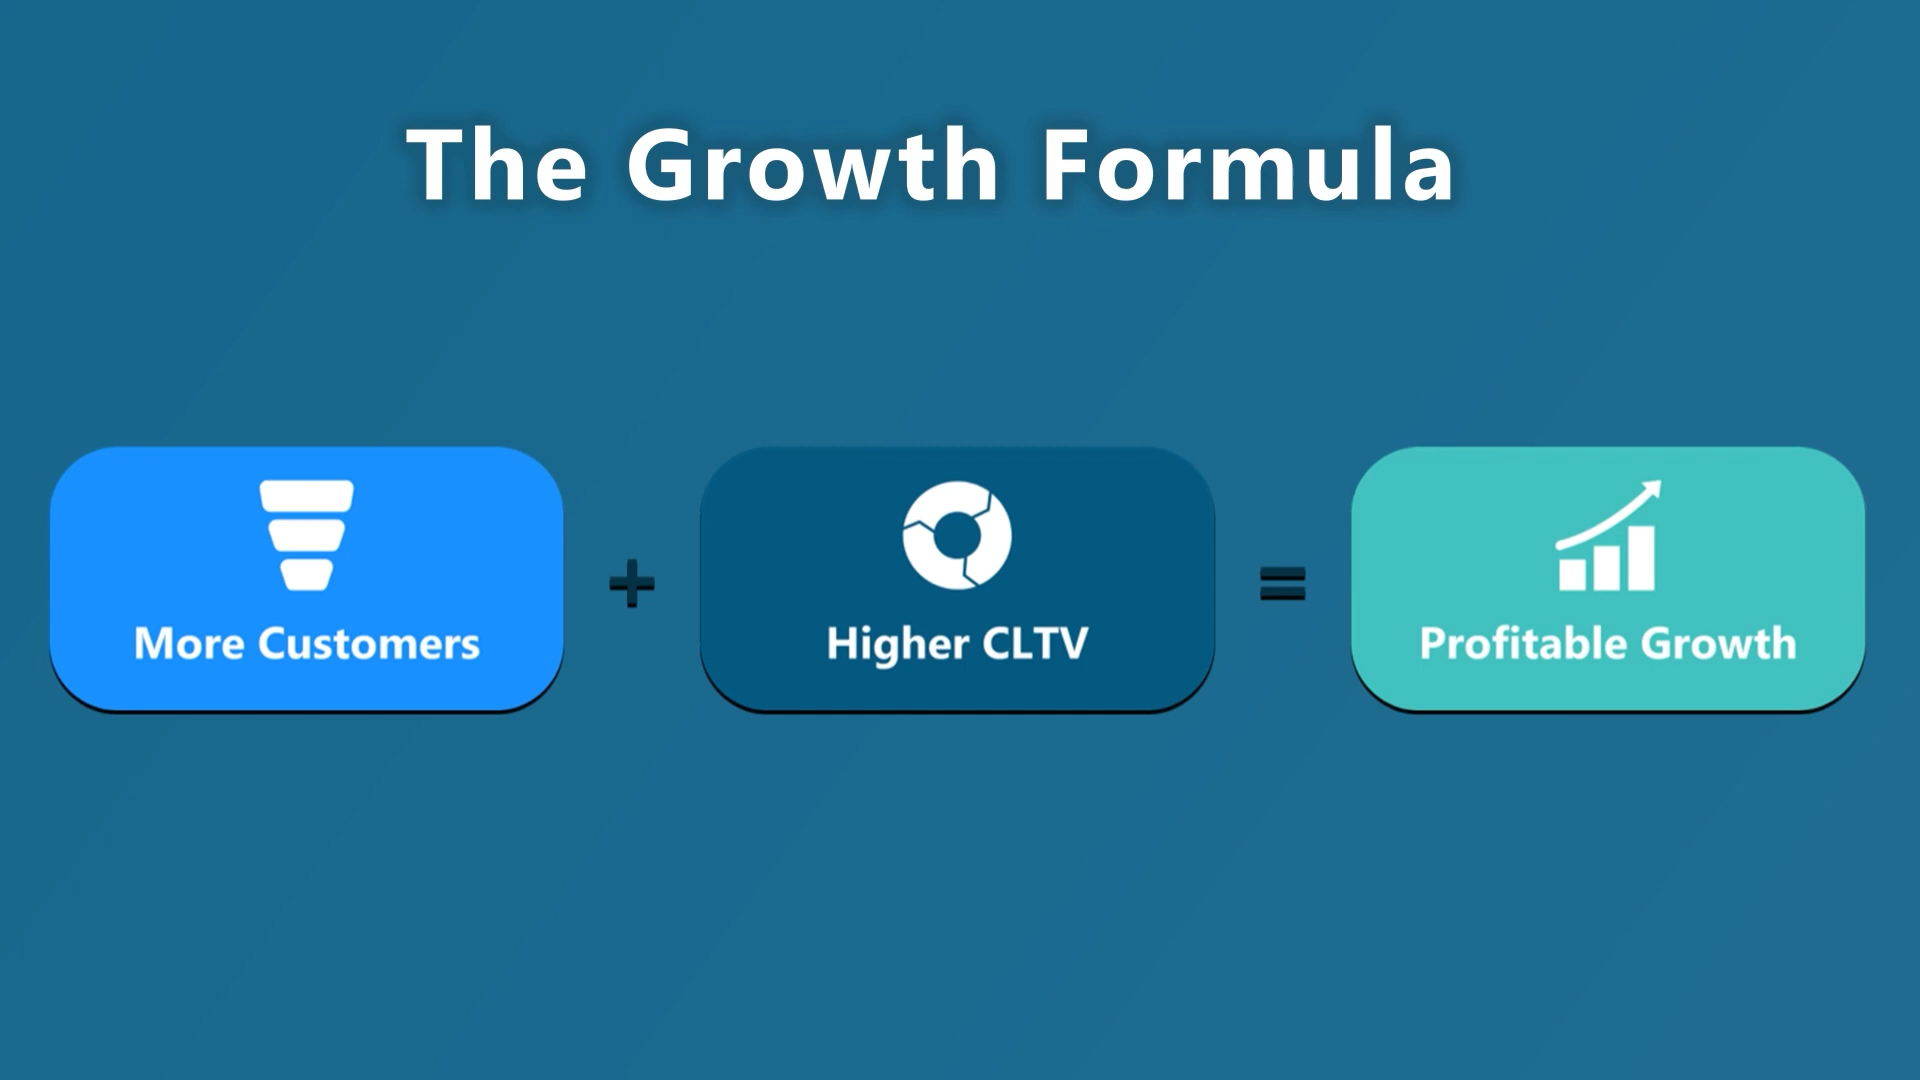 The Growth Formula
More Customers
+
Higher CLTV
=
Profitable Growth